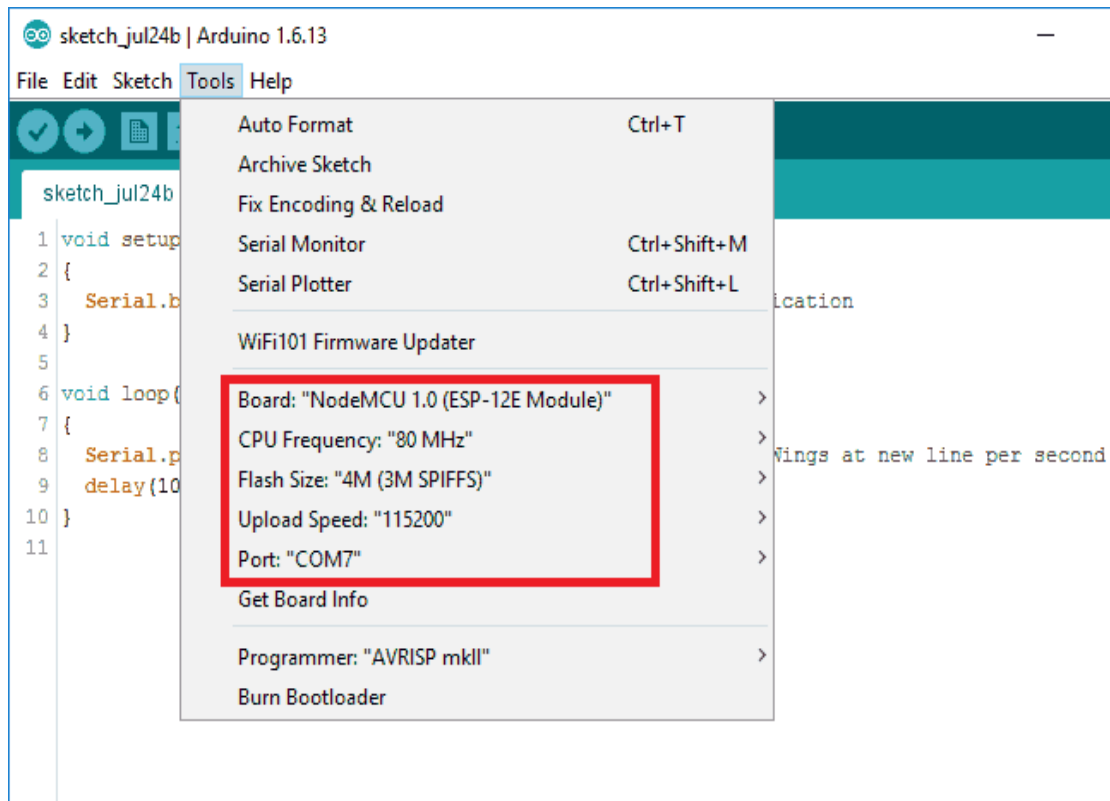 sketch_jul24b | Arduino 1.6.13
File Edit Sketch Tools Help
sketch_jul24b
Auto Format Ctrl+T
Archive Sketch
Fix Encoding & Reload
Serial Monitor Ctrl+Shift+M
Serial Plotter Ctrl+Shift+L
WiFi101 Firmware Updater
Board: "NodeMCU 1.0 (ESP-12E Module)"
CPU Frequency: "80 MHz"
Flash Size: "4M (3M SPIFFS)"
Upload Speed: "115200"
Port: "COM7"
Get Board Info
Programmer: "AVRISP mkII"
Burn Bootloader
1 void setup
2 {
3 Serial.b ication
4 }
5
6 void loop(
7 {
8 Serial.p Wings at new line per second
9 delay(10
10 }
11